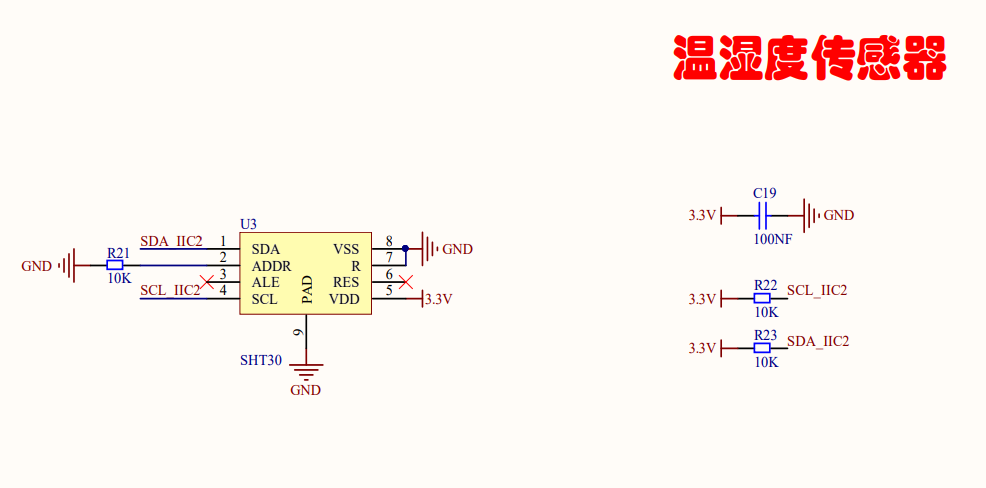 温湿度传感器
U3
SDA_IIC2 1 SDA VSS 8 GND
GND R21 10K 2 ADDR R 7
3 ALE RES 6
SCL_IIC2 4 SCL VDD 5 3.3V
PAD
9
SHT30
GND
C19
3.3V GND
100NF
R22
3.3V SCL_IIC2
10K
R23
3.3V SDA_IIC2
10K